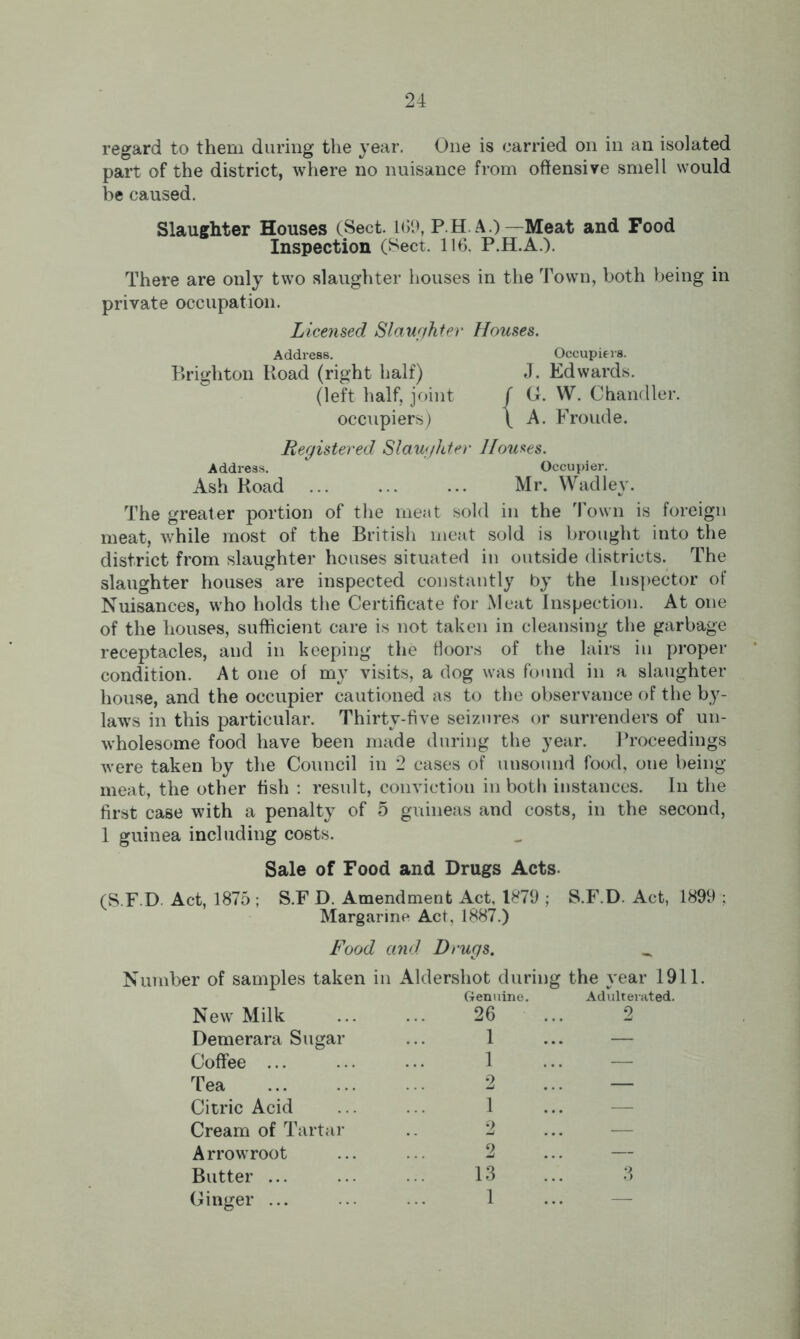 24
regard to them during the year. One is carried on in an isolated
part of the district, where no nuisance from offensive smell would
be caused.
Slaughter Houses (Sect. 169, P.H.A.)—Meat and Food
Inspection (Sect. 116, P.H.A.).
There are only two slaughter houses in the Town, both being in
private occupation.
Licensed Slaughter Houses.
Address. Occupiers.
Brighton Road (right half) J. Edwards.
(left half, joint { G. W. Chandler.
occupiers) { A. Froude.
Registered Slaughter Houses.
Address. Occupier.
Ash Road ... ... ... Mr. Wadley.
The greater portion of the meat sold in the Town is foreign
meat, while most of the British meat sold is brought into the
district from slaughter houses situated in outside districts. The
slaughter houses are inspected constantly by the Inspector of
Nuisances, who holds the Certificate for Meat Inspection. At one
of the houses, sufficient care is not taken in cleansing the garbage
receptacles, and in keeping the floors of the lairs in proper
condition. At one of my visits, a dog was found in a slaughter
house, and the occupier cautioned as to the observance of the by-
laws in this particular. Thirty-five seizures or surrenders of un-
wholesome food have been made during the year. Proceedings
were taken by the Council in 2 cases of unsound food, one being
meat, the other fish : result, conviction in both instances. In the
first case with a penalty of 5 guineas and costs, in the second,
1 guinea including costs.
Sale of Food and Drugs Acts.
(S.F.D. Act, 1875 ; S.F D. Amendment Act, 1879 ; S.F.D. Act, 1899 ;
Margarine Act, 1887.)
Food and Drugs.
Number of samples taken in Aldershot during the year 1911.
Genuine. Adulterated.
New Milk ... ... 26 ... 2
Demerara Sugar ... 1 ... —
Coffee ... ... ... 1 ... —
Tea ... ... ... 2 ... —
Citric Acid ... ... 1 ... —
Cream of Tartar .. 2 ... —
Arrowroot ... ... 2 ... —
Butter ... ... ... 13 ... 3
Ginger ... ... ... 1 ... —